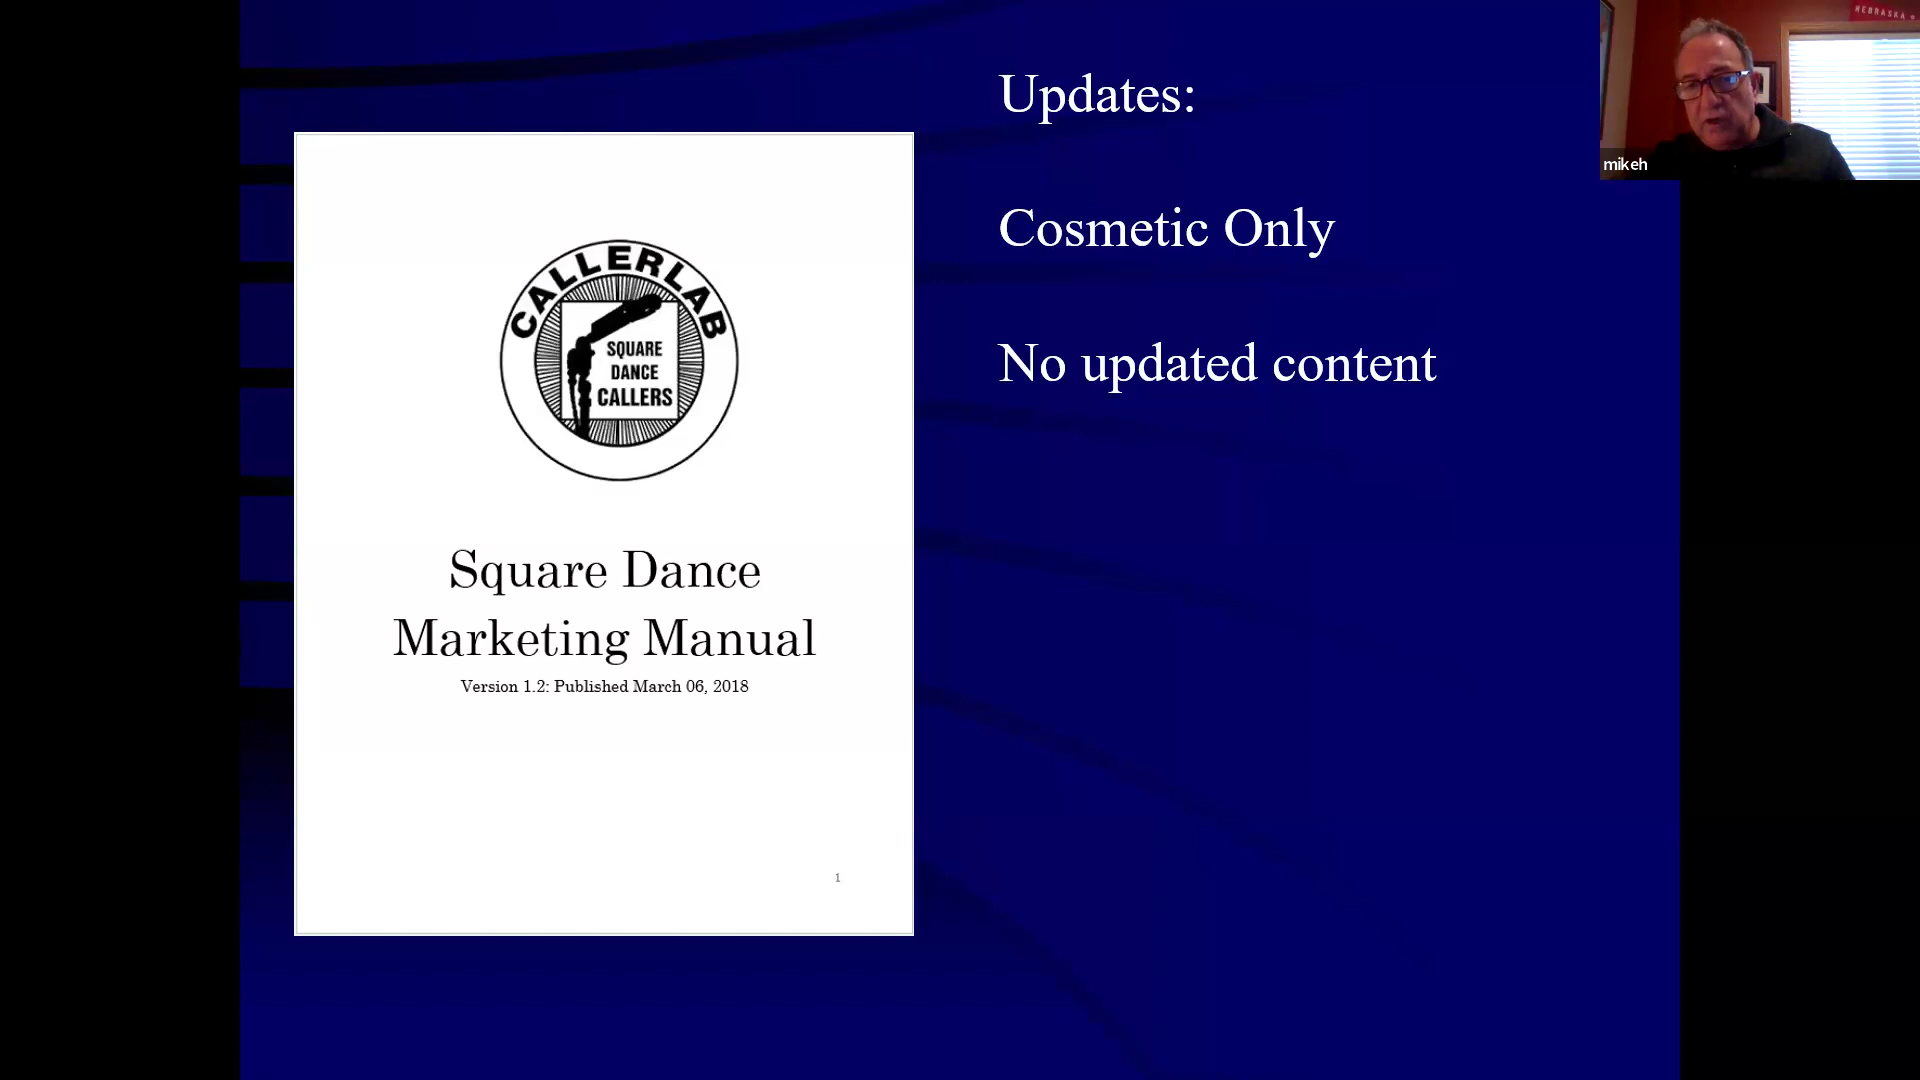 CALLERLAB
SQUARE
DANCE
CALLERS
Square Dance
Marketing Manual
Version 1.2: Published March 06, 2018
1
Updates:
Cosmetic Only
No updated content
NEBRASKA
mikeh